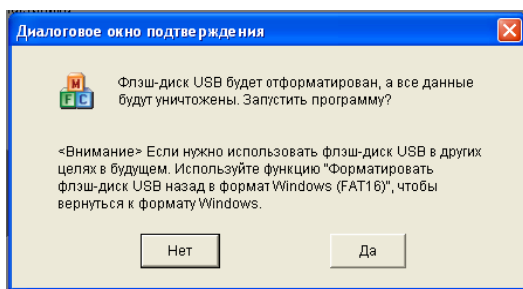 Диалоговое окно подтверждения
M
F C
Флэш-диск USB будет отформатирован, а все данные
будут уничтожены. Запустить программу?
<Внимание> Если нужно использовать флэш-диск USB в других
целях в будущем. Используйте функцию "Форматировать
флэш-диск USB назад в формат Windows (FAT16)", чтобы
вернуться к формату Windows.
Нет
Да